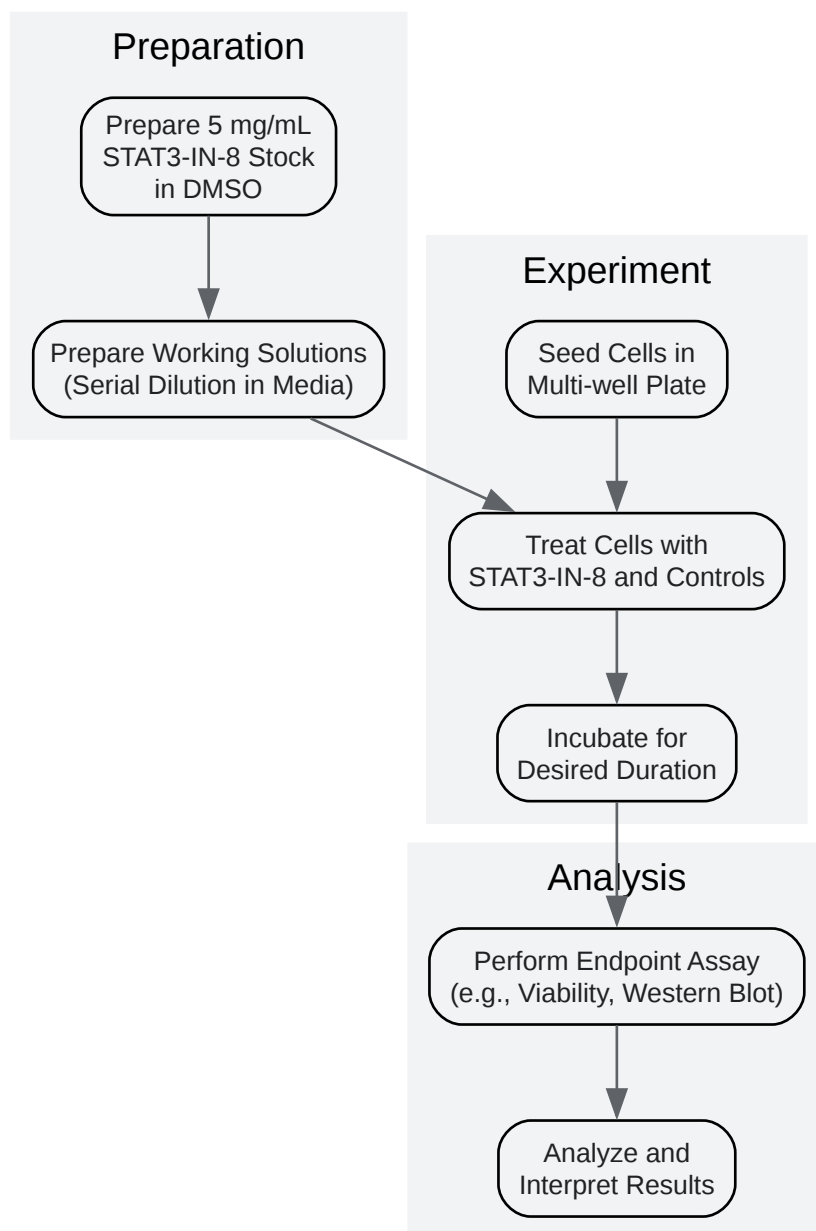 Preparation
Prepare 5 mg/mL
STAT3-IN-8 Stock
in DMSO
Prepare Working Solutions
(Serial Dilution in Media)
Experiment
Seed Cells in
Multi-well Plate
Treat Cells with
STAT3-IN-8 and Controls
Incubate for
Desired Duration
Analysis
Perform Endpoint Assay
(e.g., Viability, Western Blot)
Analyze and
Interpret Results